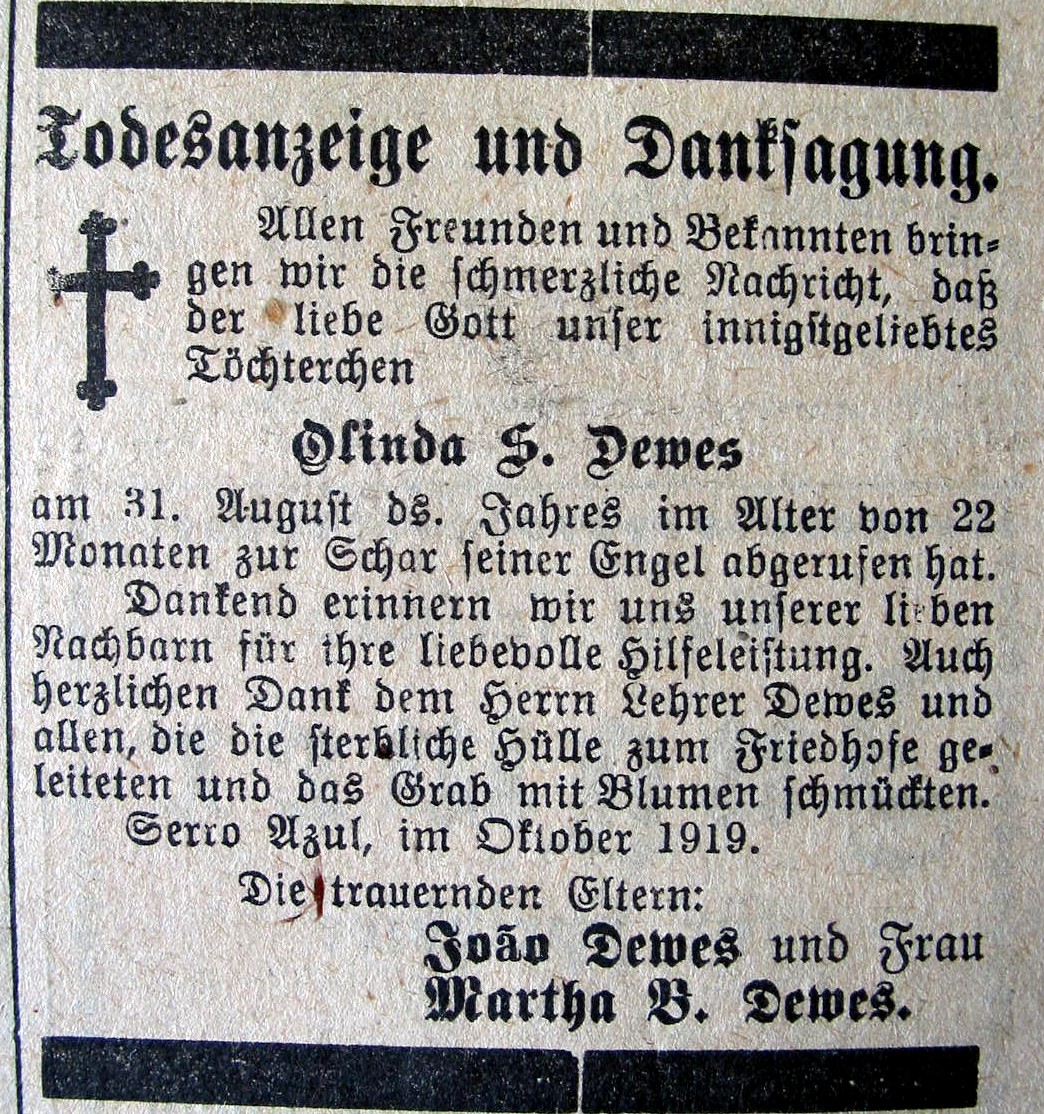 Todesanzeige und Danksagung.
Allen Freunden und Bekannten brin-
gen wir die schmerzliche Nachricht, daß
der liebe Gott unser innigstgeliebtes
Töchterchen
Olinda S. Dewes
am 31. August ds. Jahres im Alter von 22
Monaten zur Schar seiner Engel abgerufen hat.
Dankend erinnern wir uns unserer lieben
Nachbarn für ihre liebevolle Hilfeleistung. Auch
herzlichen Dank dem Herrn Lehrer Dewes und
allen, die die sterbliche Hülle zum Friedhofe ge-
leiteten und das Grab mit Blumen schmückten.
Serro Azul, im Oktober 1919.
Die trauernden Eltern:
João Dewes und Frau
Martha B. Dewes.